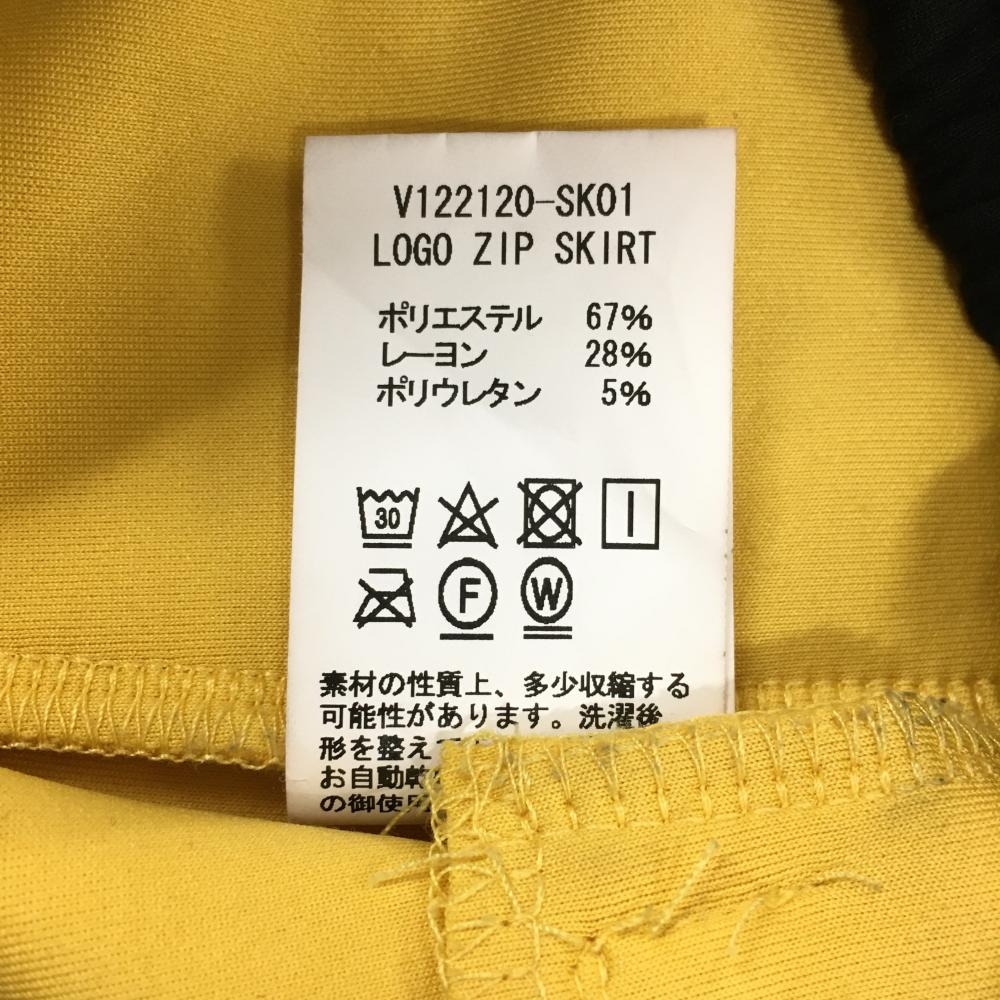 V122120-SK01
LOGO ZIP SKIRT
ポリエステル 67%
レーヨン 28%
ポリウレタン 5%
30
F W
素材の性質上、多少収縮する
可能性があります。洗濯後、
形を整え
お自動乾
の御使用